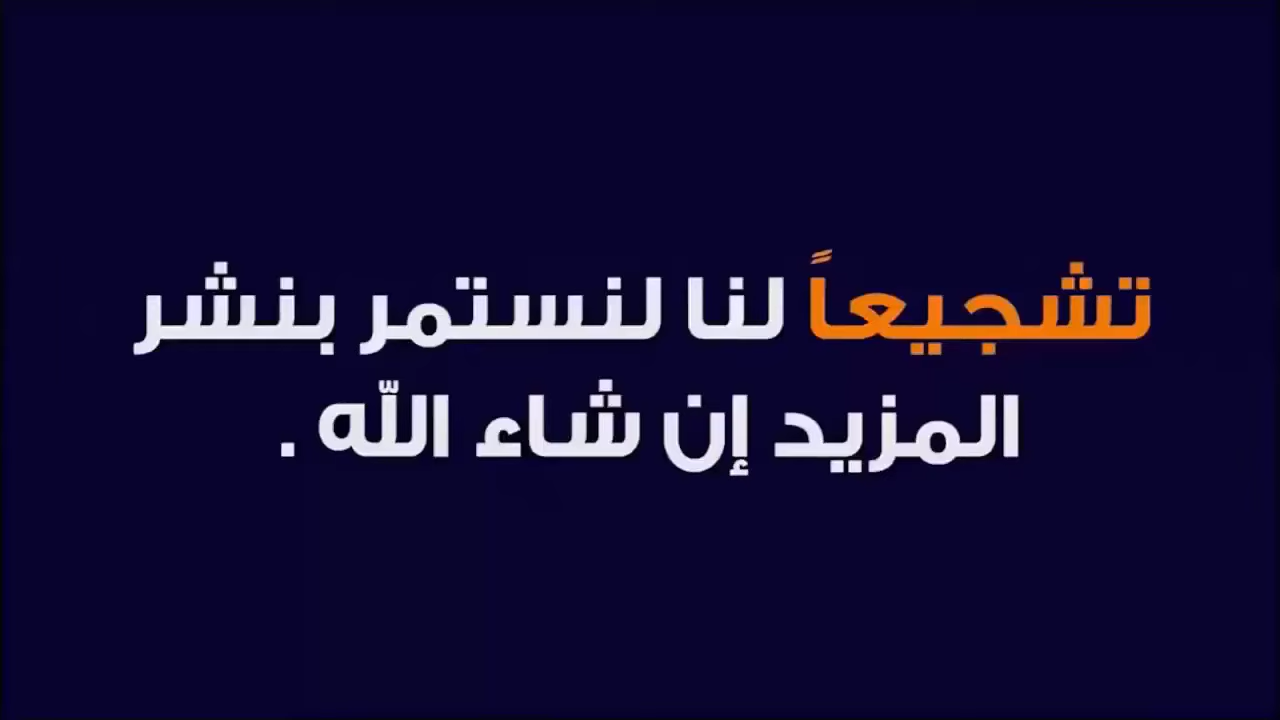 تشجيعاً لنا لنستمر بنشر
المزيد إن شاء اللّه .